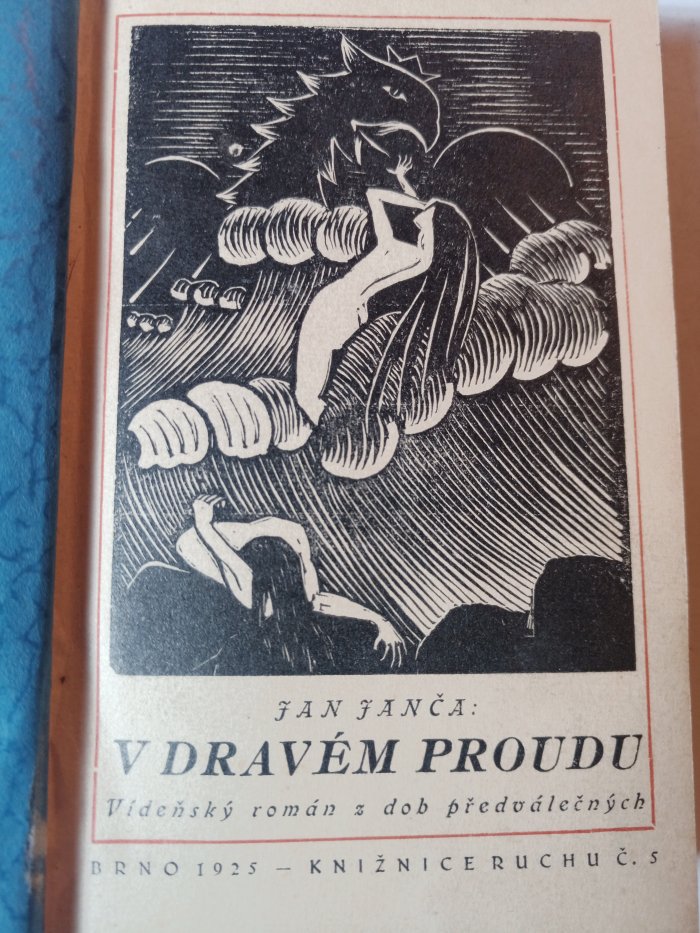 JAN JANČA:
V DRAVÉM PROUDU
Vídeňský román z dob předválečných
BRNO 1925 — KNIŽNICE RUCHU Č. 5